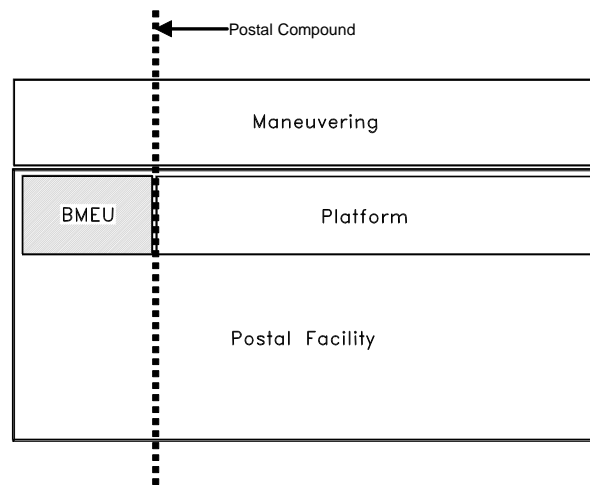 Postal Compound
Maneuvering
BMEU
Platform
Postal Facility